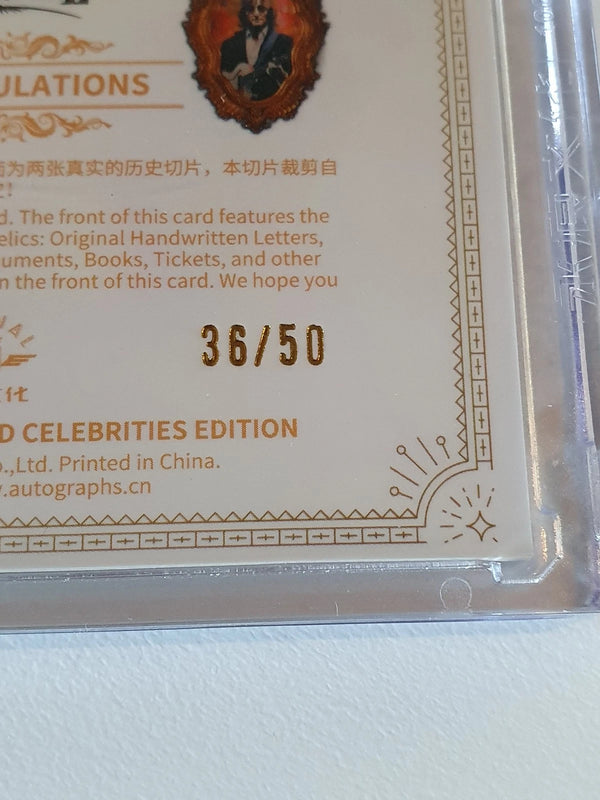 ULATIONS
为两张真实的历史切片，本切片裁剪自
!
d. The front of this card features the
elics: Original Handwritten Letters,
uments, Books, Tickets, and other
n the front of this card. We hope you
VAL
36/50
化
D CELEBRITIES EDITION
o.,Ltd. Printed in China.
.autographs.cn